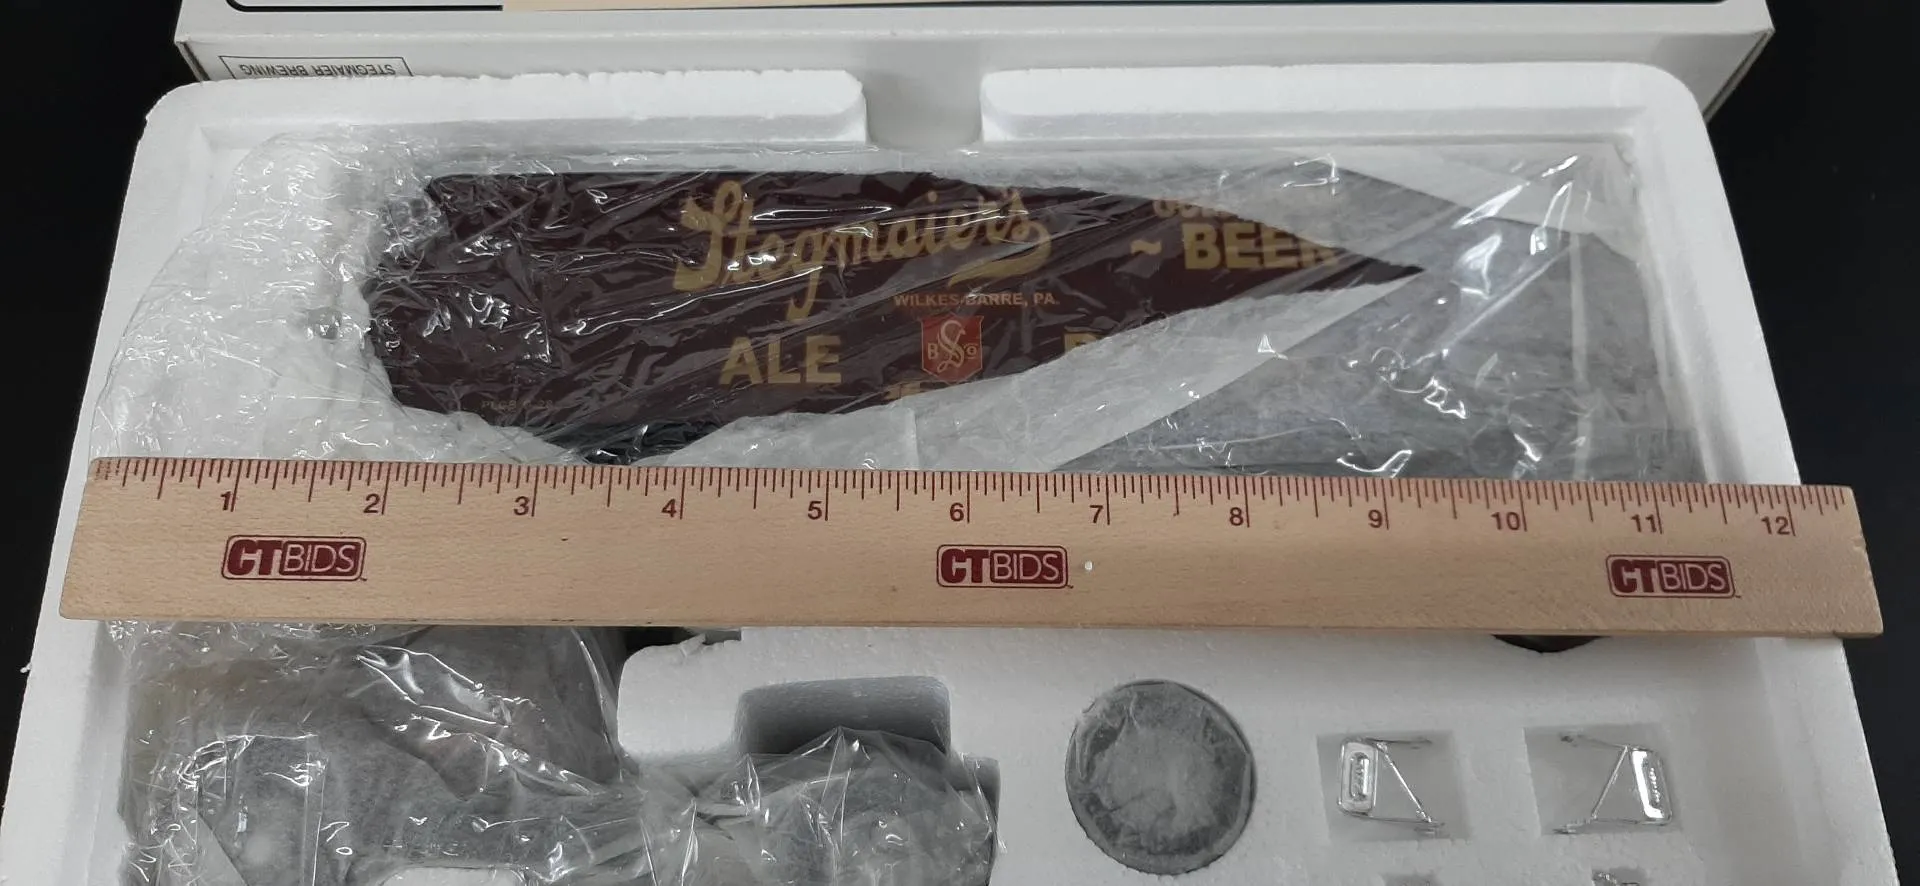 STEGMAIER BREWING
Stegmaier's
~ BEER
WILKES-BARRE, PA.
ALE
BSCo
1 2 3 4 5 6 7 8 9 10 11 12
CTBIDS CTBIDS CTBIDS